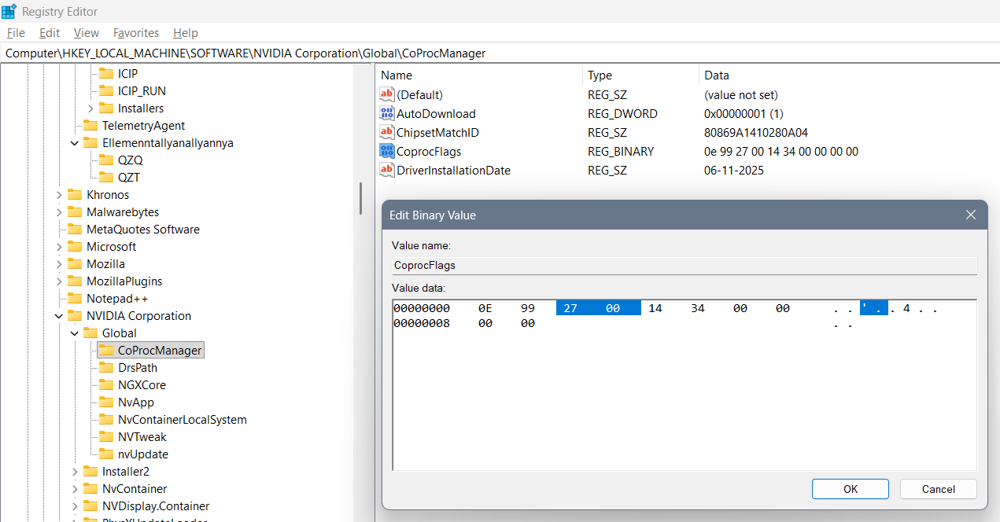 Registry Editor
File Edit View Favorites Help
Computer\HKEY_LOCAL_MACHINE\SOFTWARE\NVIDIA Corporation\Global\CoProcManager
ICIP
ICIP_RUN
Installers
TelemetryAgent
Ellemenntallyanallyannya
QZQ
QZT
Khronos
Malwarebytes
MetaQuotes Software
Microsoft
Mozilla
MozillaPlugins
Notepad++
NVIDIA Corporation
Global
CoProcManager
DrsPath
NGXCore
NvApp
NvContainerLocalSystem
NVTweak
nvUpdate
Installer2
NvContainer
NVDisplay.Container
PhysXUpdateLoader
Name Type Data
(Default) REG_SZ (value not set)
AutoDownload REG_DWORD 0x00000001 (1)
ChipsetMatchID REG_SZ 80869A1410280A04
CoprocFlags REG_BINARY 0e 99 27 00 14 34 00 00 00 00
DriverInstallationDate REG_SZ 06-11-2025
Edit Binary Value
Value name:
CoprocFlags
Value data:
00000000 0E 99 27 00 14 34 00 00 . . ' . . 4 . .
00000008 00 00 . .
OK Cancel